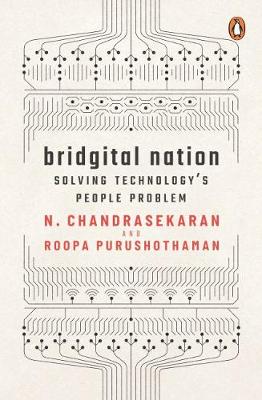 bridgital nation
SOLVING TECHNOLOGY'S
PEOPLE PROBLEM
N. CHANDRASEKARAN
AND
ROOPA PURUSHOTHAMAN